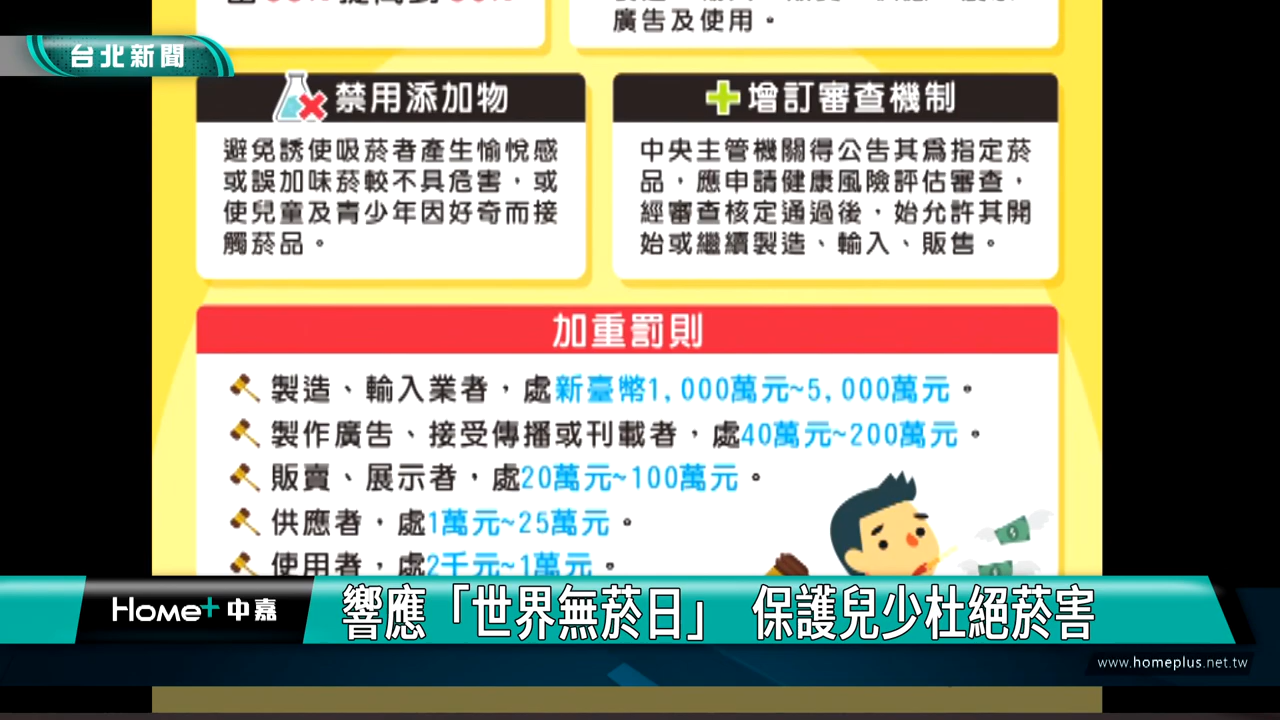 廣告及使用。
台北新聞
禁用添加物
避免誘使吸菸者產生愉悅感
或誤加味菸較不具危害，或
使兒童及青少年因好奇而接
觸菸品。
增訂審查機制
中央主管機關得公告其為指定菸
品，應申請健康風險評估審查，
經審查核定通過後，始允許其開
始或繼續製造、輸入、販售。
加重罰則
製造、輸入業者，處新臺幣1,000萬元~5,000萬元。
製作廣告、接受傳播或刊載者，處40萬元~200萬元。
販賣、展示者，處20萬元~100萬元。
供應者，處1萬元~25萬元。
使用者，處2千元~1萬元。
Home+ 中嘉
響應「世界無菸日」 保護兒少杜絕菸害
www.homeplus.net.tw